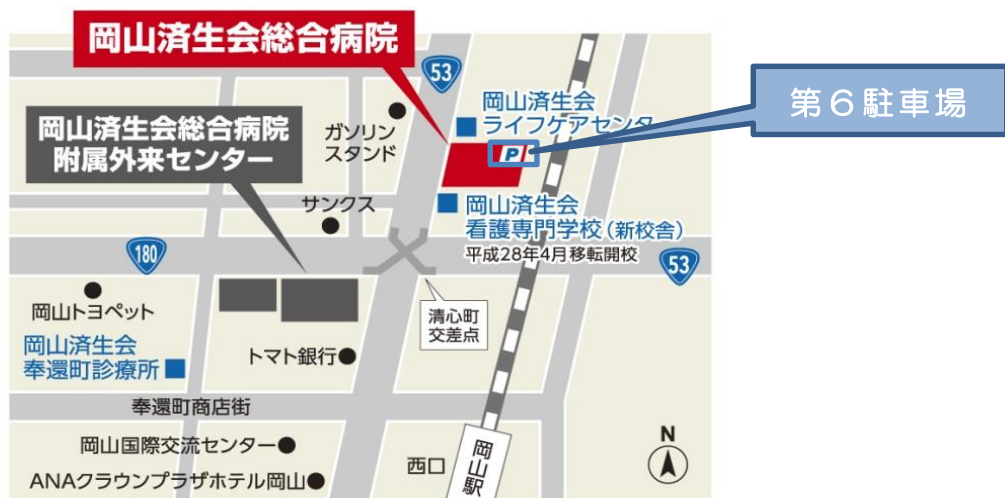 岡山済生会総合病院
53
第６駐車場
岡山済生会
ライフケアセンタ
ガソリン
スタンド
P
岡山済生会総合病院
附属外来センター
サンクス
岡山済生会
看護専門学校（新校舎）
平成28年4月移転開校
180
53
岡山トヨペット
清心町
交差点
岡山済生会
奉還町診療所
トマト銀行
奉還町商店街
岡山国際交流センター
ANAクラウンプラザホテル岡山
西口
岡山駅
N